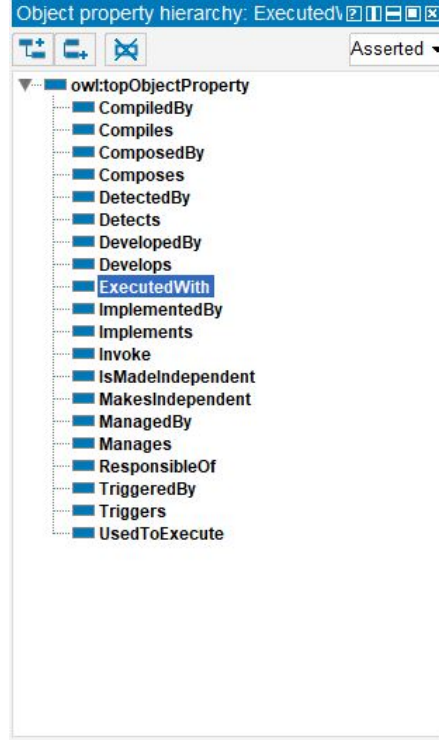 Object property hierarchy: Executed
Asserted
owl:topObjectProperty
CompiledBy
Compiles
ComposedBy
Composes
DetectedBy
Detects
DevelopedBy
Develops
ExecutedWith
ImplementedBy
Implements
Invoke
IsMadeIndependent
MakesIndependent
ManagedBy
Manages
ResponsibleOf
TriggeredBy
Triggers
UsedToExecute